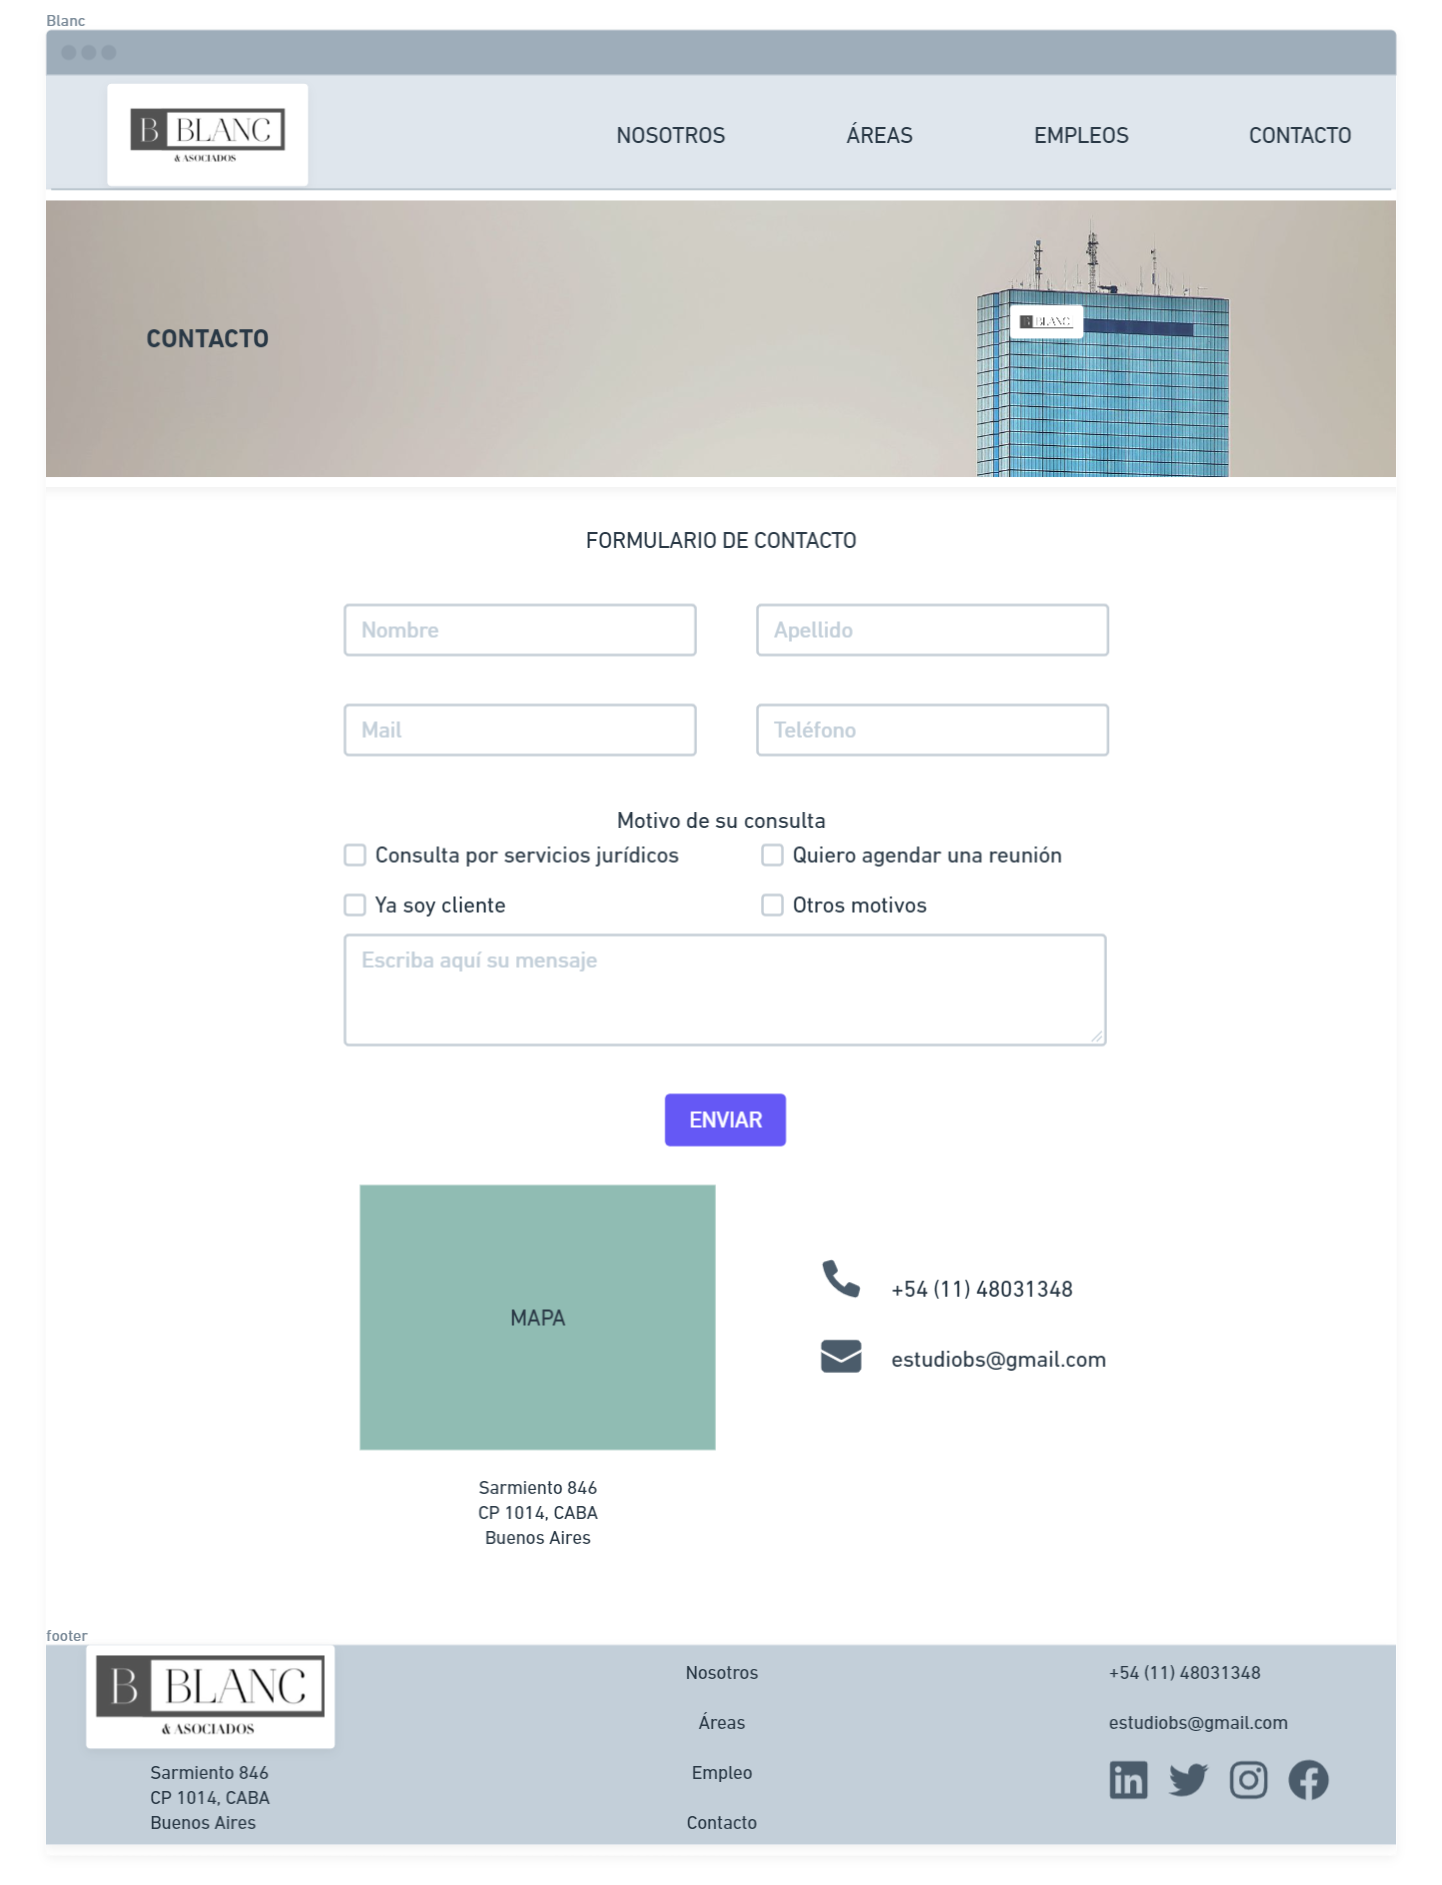 Blanc
B BLANC
& ASOCIADOS
NOSOTROS ÁREAS EMPLEOS CONTACTO
CONTACTO
B BLANC
FORMULARIO DE CONTACTO
Nombre Apellido
Mail Teléfono
Motivo de su consulta
Consulta por servicios jurídicos Quiero agendar una reunión
Ya soy cliente Otros motivos
Escriba aquí su mensaje
ENVIAR
MAPA
+54 (11) 48031348
estudiobs@gmail.com
Sarmiento 846
CP 1014, CABA
Buenos Aires
footer
B BLANC
& ASOCIADOS
Sarmiento 846
CP 1014, CABA
Buenos Aires
Nosotros
Áreas
Empleo
Contacto
+54 (11) 48031348
estudiobs@gmail.com
in